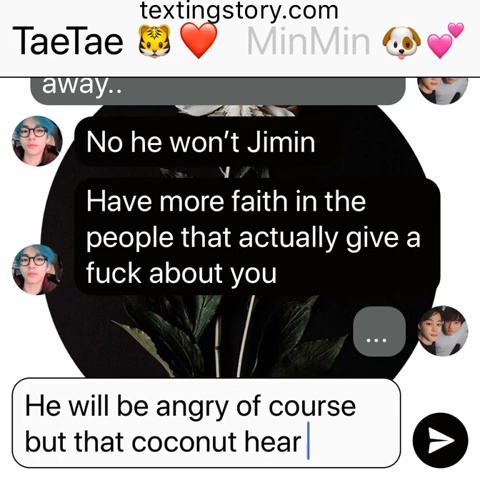 textingstory.com
TaeTae 🐯❤️ MinMin 🐶💕
away..
No he won’t Jimin
Have more faith in the
people that actually give a
fuck about you
...
He will be angry of course
but that coconut hear